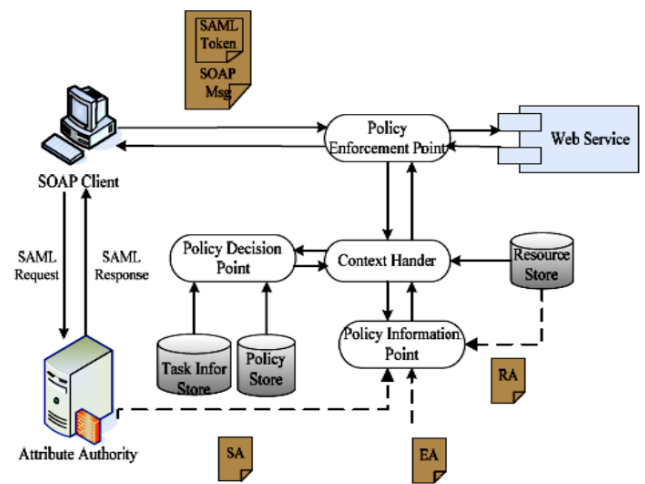 SAML
Token
SOAP
Msg
Policy
Enforcement Point
Web Service
SOAP Client
SAML
Request
SAML
Response
Policy Decision
Point
Context Hander
Resource
Store
Task Infor
Store
Policy
Store
Policy Information
Point
RA
Attribute Authority
SA
EA